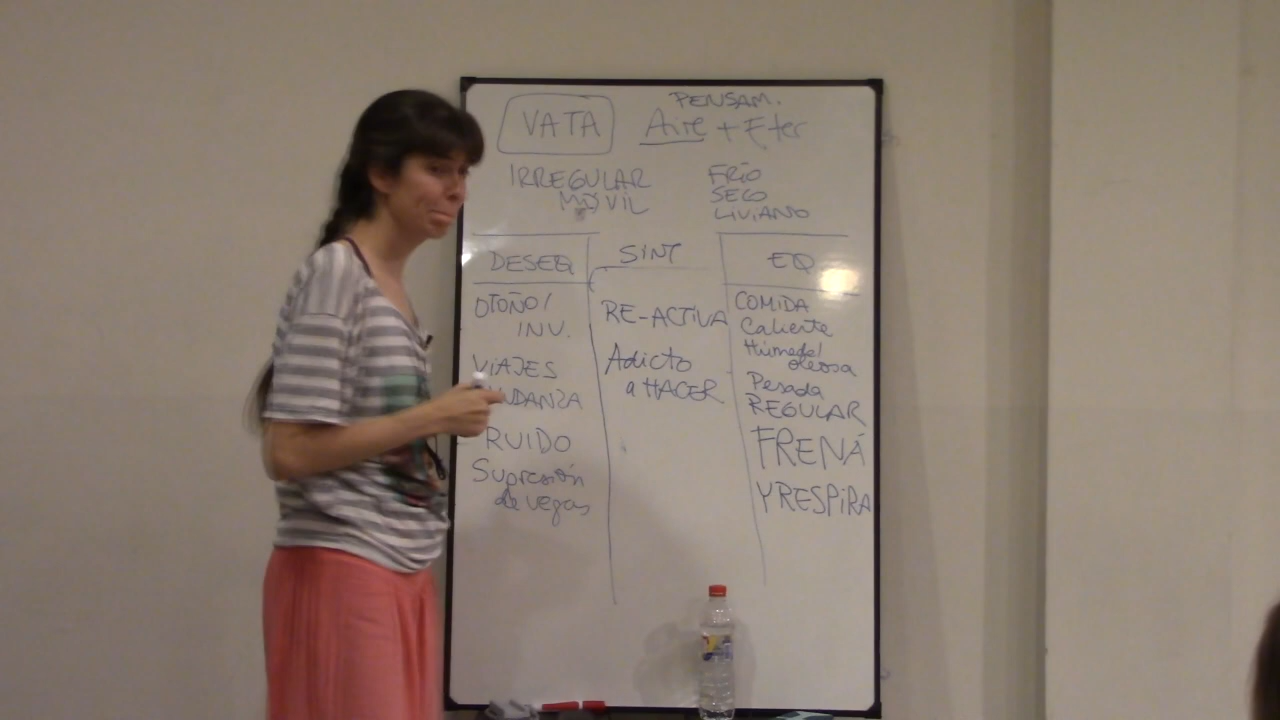 PENSAM.
VATA Aire + Eter
IRREGULAR
MÓVIL
FRÍO
SECO
LIVIANO
DESEQ
OTOÑO/
INV.
VIAJES
MUDANZA
RUIDO
Supresión
de vegas
SINT
RE-ACTIVA
Adicto
a HACER
EQ
COMIDA
Caliente
Húmeda/
oleosa
Pesada
REGULAR
FRENÁ
Y RESPIRA